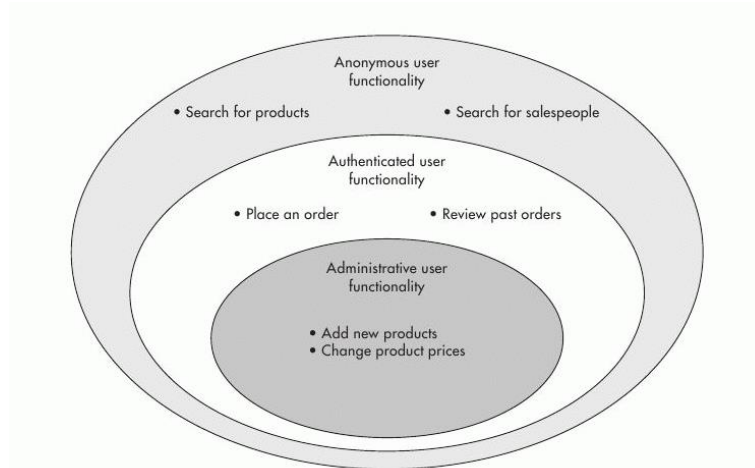 Anonymous user
functionality
• Search for products
• Search for salespeople
Authenticated user
functionality
• Place an order
• Review past orders
Administrative user
functionality
• Add new products
• Change product prices